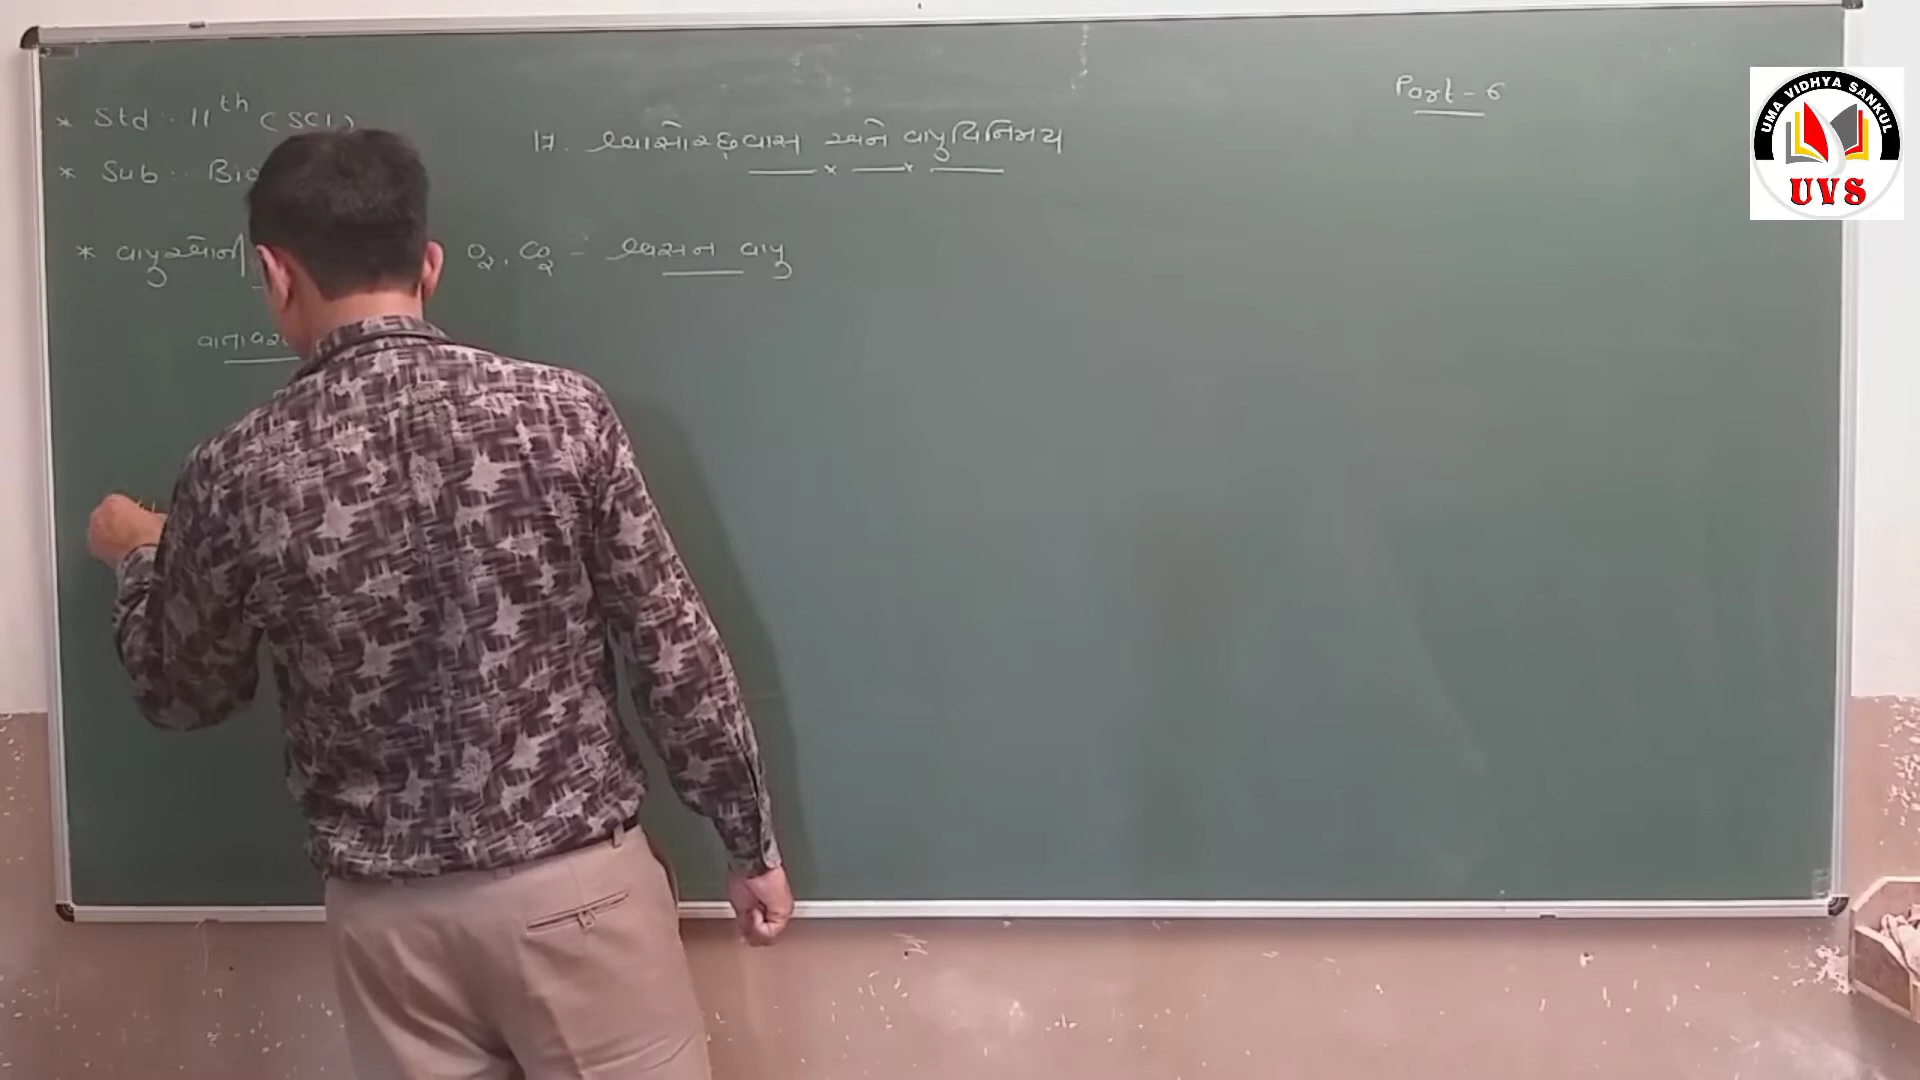 * Std :- 11th (SCI)
* Sub :- Bio
17. શ્વાસોચ્છવાસ અને વાયુવિનિમય
Part - 6
* વાયુઓની O2, CO2 - શ્વસન વાયુ
UMA VIDHYA SANKUL
UVS